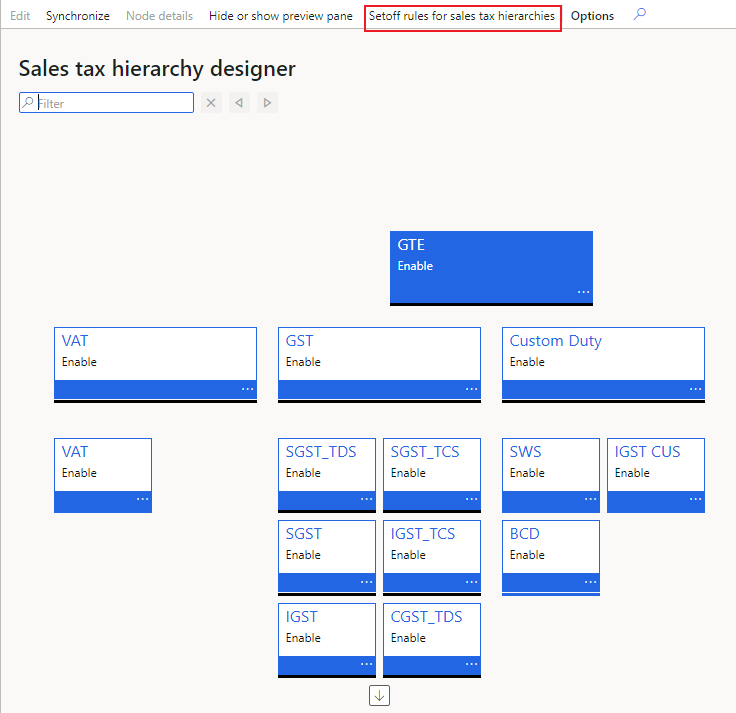 Edit Synchronize Node details Hide or show preview pane Setoff rules for sales tax hierarchies Options
Sales tax hierarchy designer
Filter
GTE
Enable
VAT
Enable
GST
Enable
Custom Duty
Enable
VAT
Enable
SGST_TDS
Enable
SGST_TCS
Enable
SWS
Enable
IGST CUS
Enable
SGST
Enable
IGST_TCS
Enable
BCD
Enable
IGST
Enable
CGST_TDS
Enable